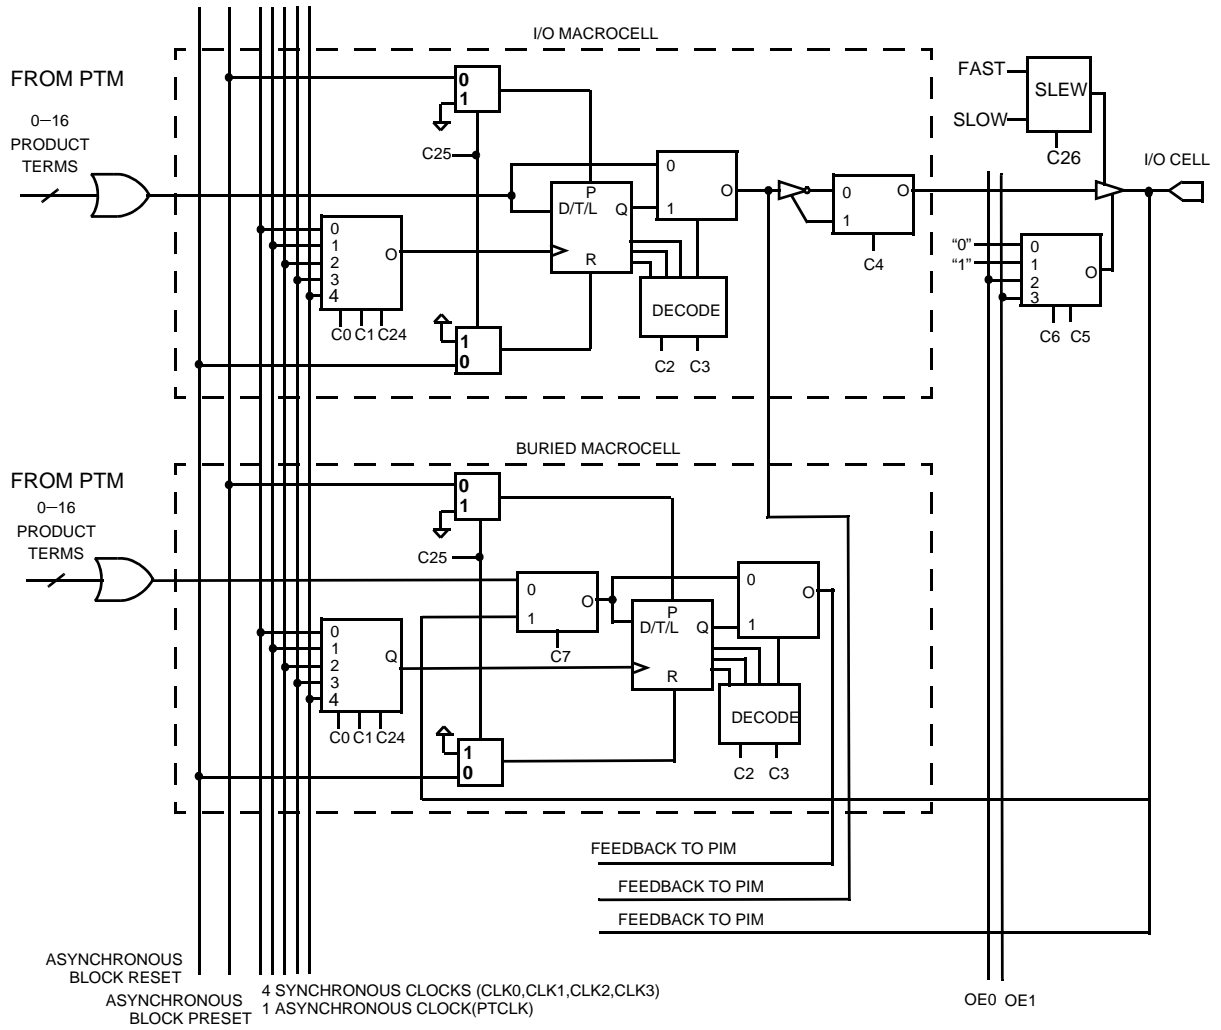 I/O MACROCELL
FROM PTM
0–16
PRODUCT
TERMS
0
1
C25
FAST
SLOW
SLEW
C26
I/O CELL
0
1
O
P
D/T/L
Q
R
0
1
2
3
4
O
C0 C1 C24
0
1
O
C4
"0"
"1"
0
1
2
3
O
C6 C5
DECODE
C2 C3
1
0
BURIED MACROCELL
FROM PTM
0–16
PRODUCT
TERMS
0
1
C25
0
1
O
C7
0
1
O
P
D/T/L
Q
R
0
1
2
3
4
Q
C0 C1 C24
DECODE
C2 C3
1
0
FEEDBACK TO PIM
FEEDBACK TO PIM
FEEDBACK TO PIM
ASYNCHRONOUS
BLOCK RESET
ASYNCHRONOUS
BLOCK PRESET
4 SYNCHRONOUS CLOCKS (CLK0,CLK1,CLK2,CLK3)
1 ASYNCHRONOUS CLOCK(PTCLK)
OE0 OE1